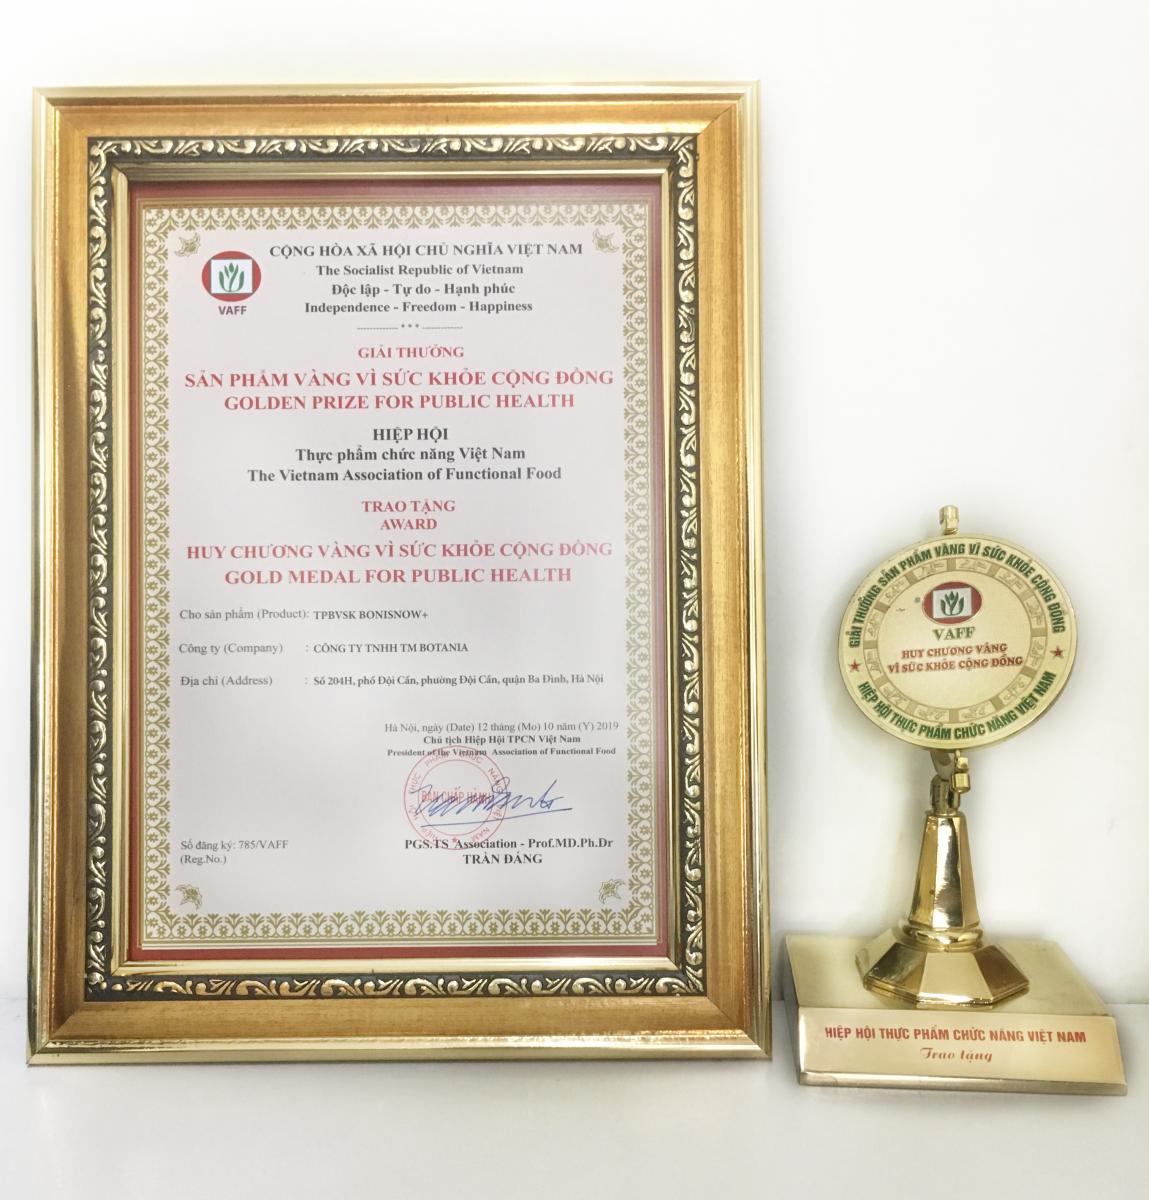 VAFF
CỘNG HÒA XÃ HỘI CHỦ NGHĨA VIỆT NAM
The Socialist Republic of Vietnam
Độc lập - Tự do - Hạnh phúc
Independence - Freedom - Happiness
------------- * * * -------------
GIẢI THƯỞNG
SẢN PHẨM VÀNG VÌ SỨC KHỎE CỘNG ĐỒNG
GOLDEN PRIZE FOR PUBLIC HEALTH
HIỆP HỘI
Thực phẩm chức năng Việt Nam
The Vietnam Association of Functional Food
TRAO TẶNG
AWARD
HUY CHƯƠNG VÀNG VÌ SỨC KHỎE CỘNG ĐỒNG
GOLD MEDAL FOR PUBLIC HEALTH
Cho sản phẩm (Product): TPBVSK BONISNOW+
Công ty (Company) : CÔNG TY TNHH TM BOTANIA
Địa chỉ (Address) : Số 204H, phố Đội Cấn, phường Đội Cấn, quận Ba Đình, Hà Nội
Hà Nội, ngày (Date) 12 tháng (Mo) 10 năm (Y) 2019
Chủ tịch Hiệp Hội TPCN Việt Nam
President of the Vietnam Association of Functional Food
BAN CHẤP HÀNH
PGS.TS Association - Prof.MD.Ph.Dr
TRẦN ĐÁNG
Số đăng ký: 785/VAFF
(Reg.No.)
GIẢI THƯỞNG SẢN PHẨM VÀNG VÌ SỨC KHỎE CỘNG ĐỒNG
VAFF
HUY CHƯƠNG VÀNG
VÌ SỨC KHỎE CỘNG ĐỒNG
HIỆP HỘI THỰC PHẨM CHỨC NĂNG VIỆT NAM
HIỆP HỘI THỰC PHẨM CHỨC NĂNG VIỆT NAM
Trao tặng